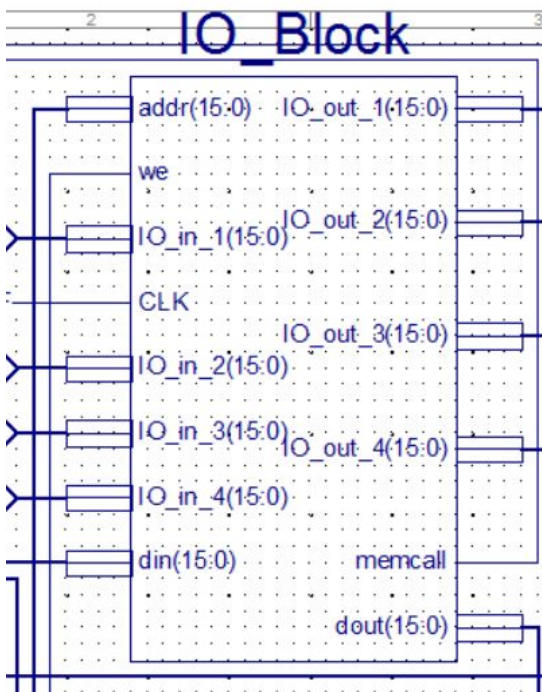 2
3
IO_Block
addr(15:0) IO_out_1(15:0)
we
IO_out_2(15:0)
IO_in_1(15:0)
CLK
IO_out_3(15:0)
IO_in_2(15:0)
IO_in_3(15:0)
IO_out_4(15:0)
IO_in_4(15:0)
din(15:0) memcall
dout(15:0)